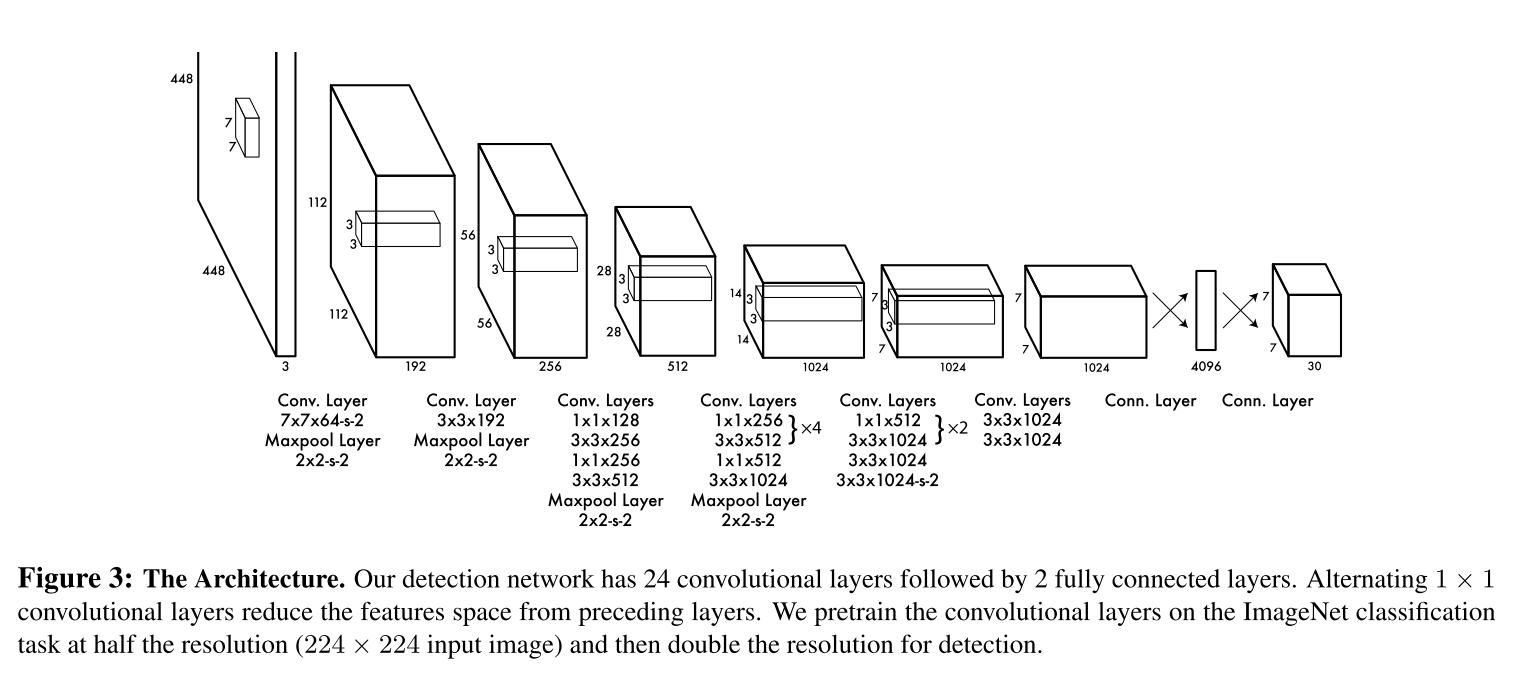 448
7
7
448
3
112
3
3
112
192
56
3
3
56
256
28
3
3
28
512
14
3
3
14
1024
7
3
3
7
1024
7
7
1024
4096
7
7
30
Conv. Layer
7x7x64-s-2
Maxpool Layer
2x2-s-2
Conv. Layer
3x3x192
Maxpool Layer
2x2-s-2
Conv. Layers
1x1x128
3x3x256
1x1x256
3x3x512
Maxpool Layer
2x2-s-2
Conv. Layers
1x1x256
3x3x512
}×4
1x1x512
3x3x1024
Maxpool Layer
2x2-s-2
Conv. Layers
1x1x512
3x3x1024
}×2
3x3x1024
3x3x1024-s-2
Conv. Layers
3x3x1024
3x3x1024
Conn. Layer
Conn. Layer
Figure 3: The Architecture. Our detection network has 24 convolutional layers followed by 2 fully connected layers. Alternating 1 × 1
convolutional layers reduce the features space from preceding layers. We pretrain the convolutional layers on the ImageNet classification
task at half the resolution (224 × 224 input image) and then double the resolution for detection.